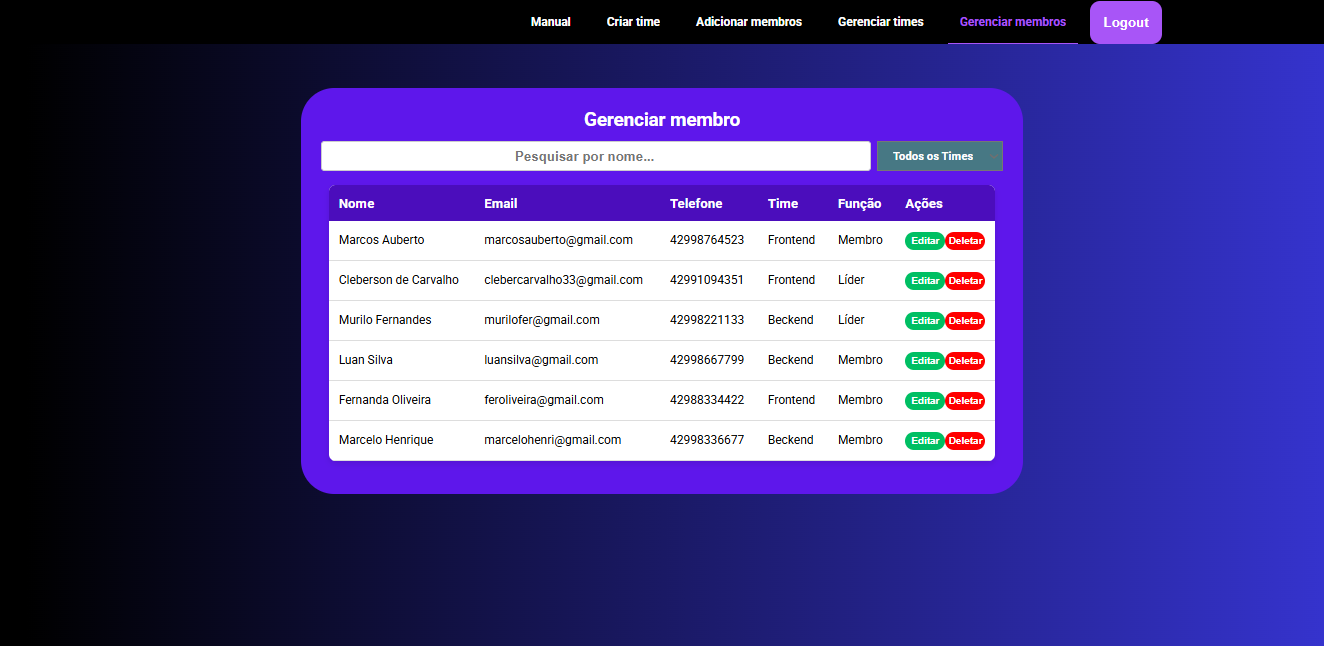 Manual Criar time Adicionar membros Gerenciar times Gerenciar membros Logout
Gerenciar membro
Pesquisar por nome... Todos os Times
Nome Email Telefone Time Função Ações
Marcos Auberto marcosauberto@gmail.com 42998764523 Frontend Membro Editar Deletar
Cleberson de Carvalho clebercarvalho33@gmail.com 42991094351 Frontend Líder Editar Deletar
Murilo Fernandes murilofer@gmail.com 42998221133 Beckend Líder Editar Deletar
Luan Silva luansilva@gmail.com 42998667799 Beckend Membro Editar Deletar
Fernanda Oliveira feroliveira@gmail.com 42988334422 Frontend Membro Editar Deletar
Marcelo Henrique marcelohenri@gmail.com 42998336677 Beckend Membro Editar Deletar